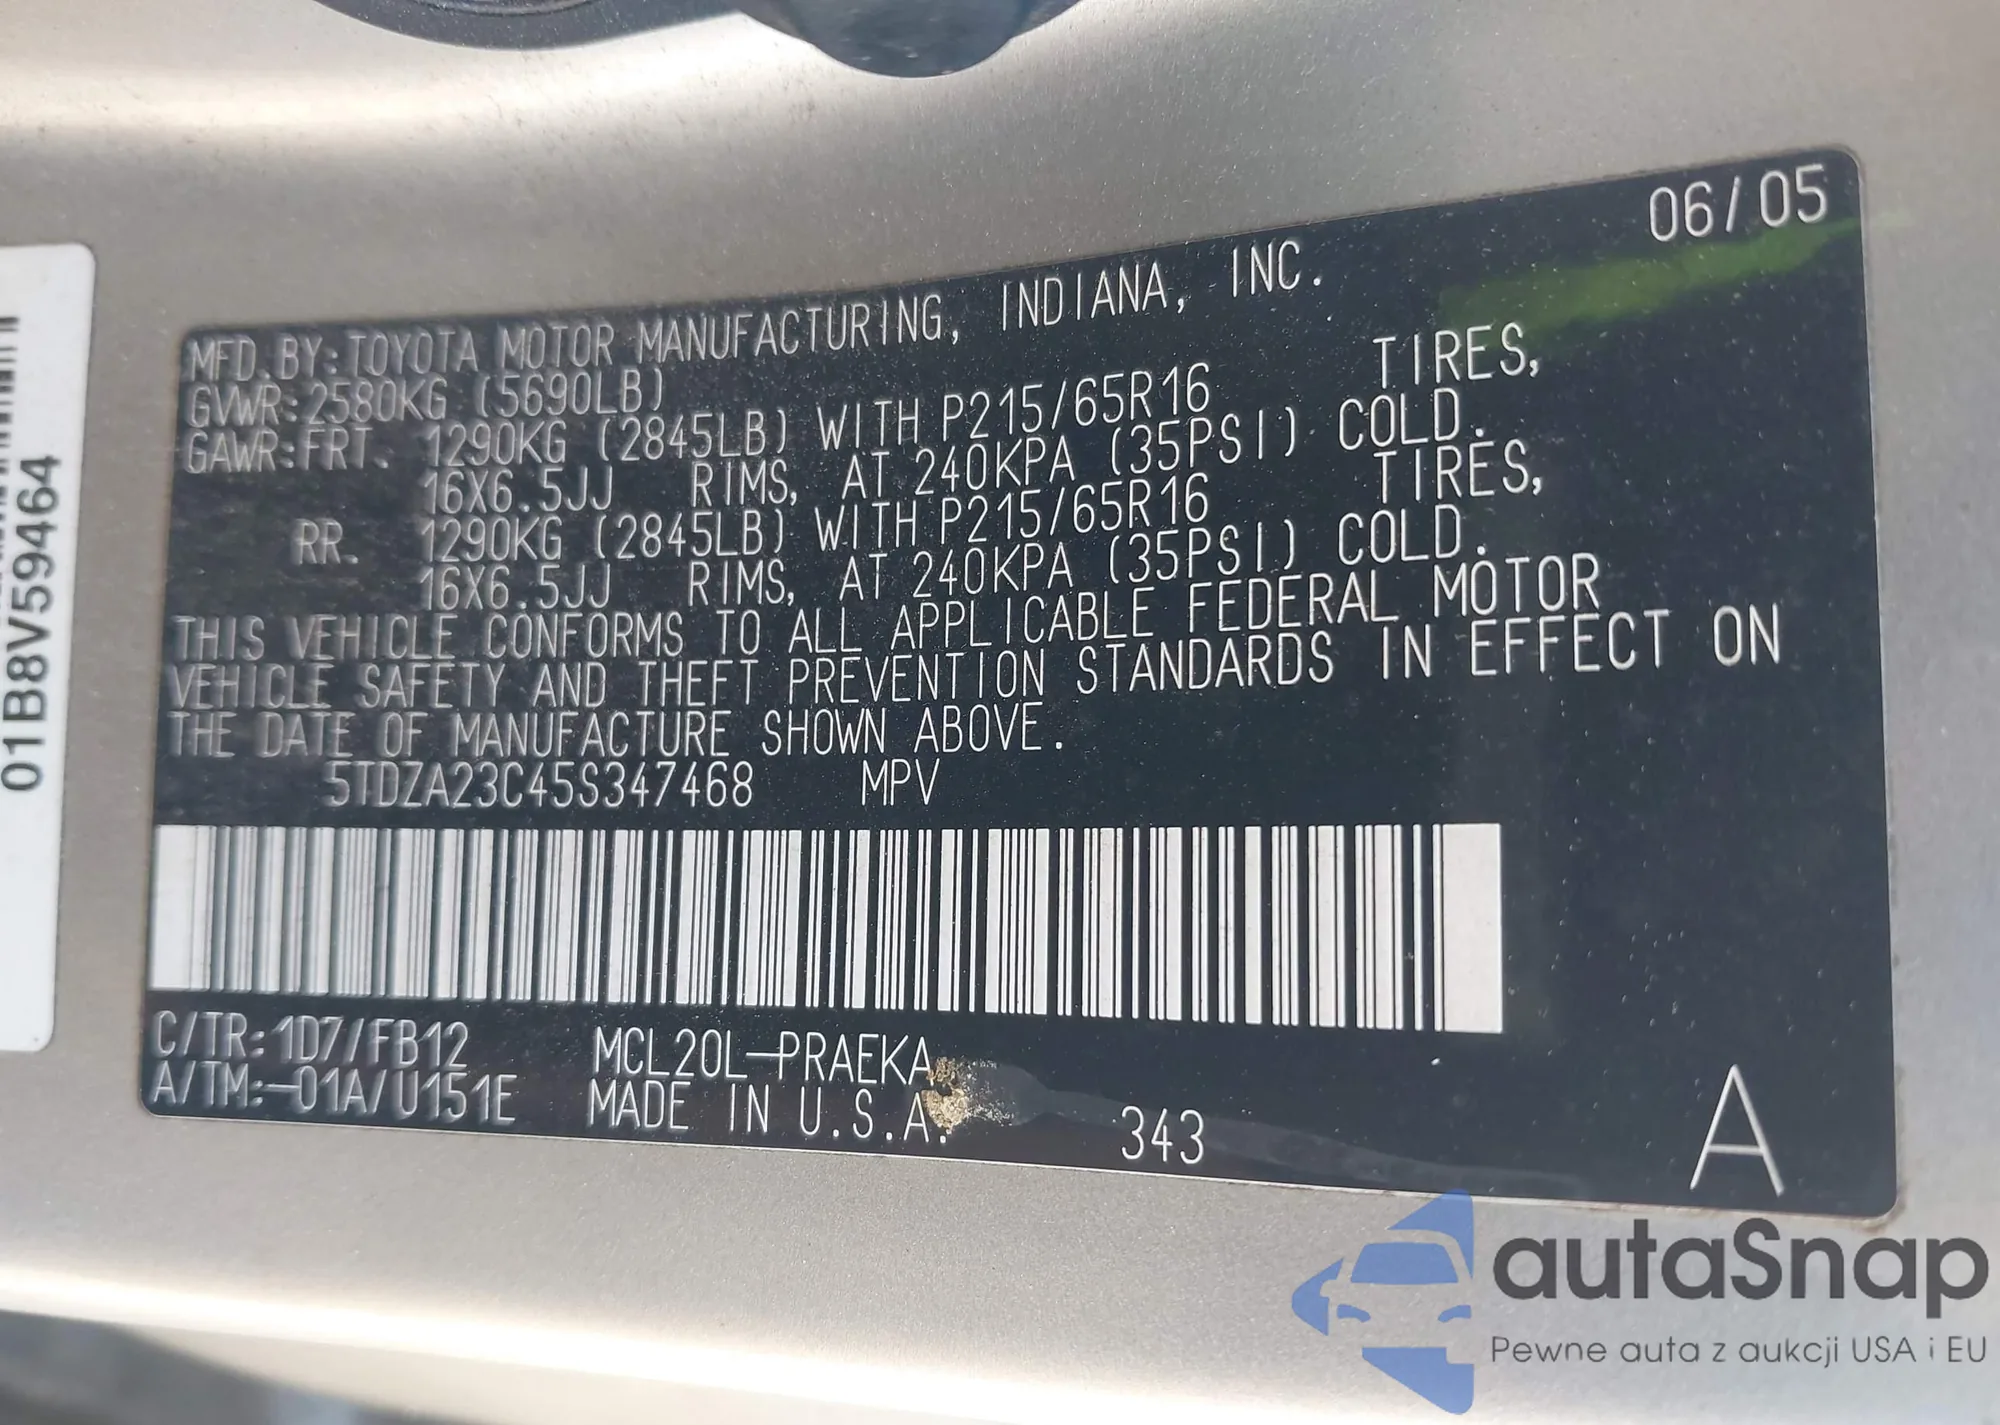 06/05
MFD.BY:TOYOTA MOTOR MANUFACTURING, INDIANA, INC.
GVWR:2580KG (5690LB)
GAWR:FRT. 1290KG (2845LB) WITH P215/65R16 TIRES,
16X6.5JJ RIMS, AT 240KPA (35PSI) COLD.
RR. 1290KG (2845LB) WITH P215/65R16 TIRES,
16X6.5JJ RIMS, AT 240KPA (35PSI) COLD.
THIS VEHICLE CONFORMS TO ALL APPLICABLE FEDERAL MOTOR
VEHICLE SAFETY AND THEFT PREVENTION STANDARDS IN EFFECT ON
THE DATE OF MANUFACTURE SHOWN ABOVE.
5TDZA23C45S347468 MPV
C/TR:1D7/FB12 MCL20L-PRAEKA
A/TM:-01A/U151E MADE IN U.S.A. 343 A
01B8V59464
autaSnap
Pewne auta z aukcji USA i EU